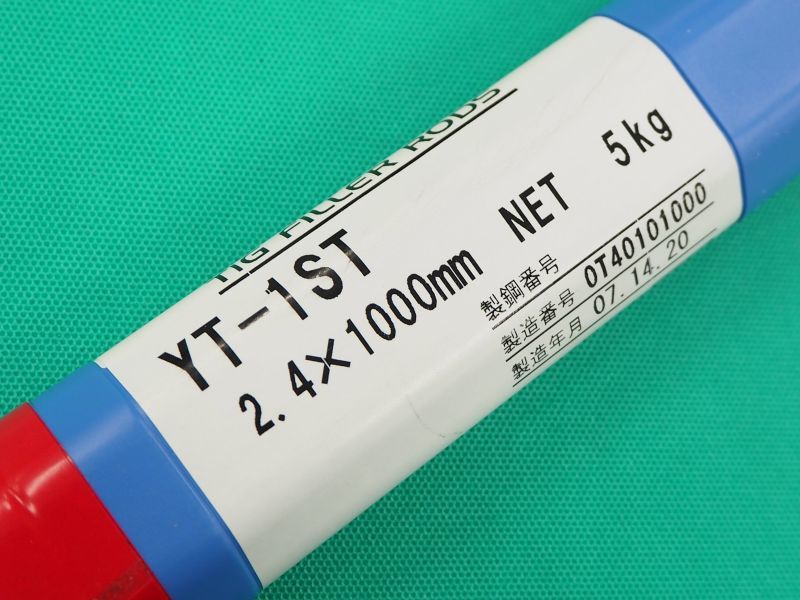 TIG FILLER RODS
YT-1ST
2.4×1000mm NET 5kg
製鋼番号
製造番号 0T40101000
製造年月 07.14.20